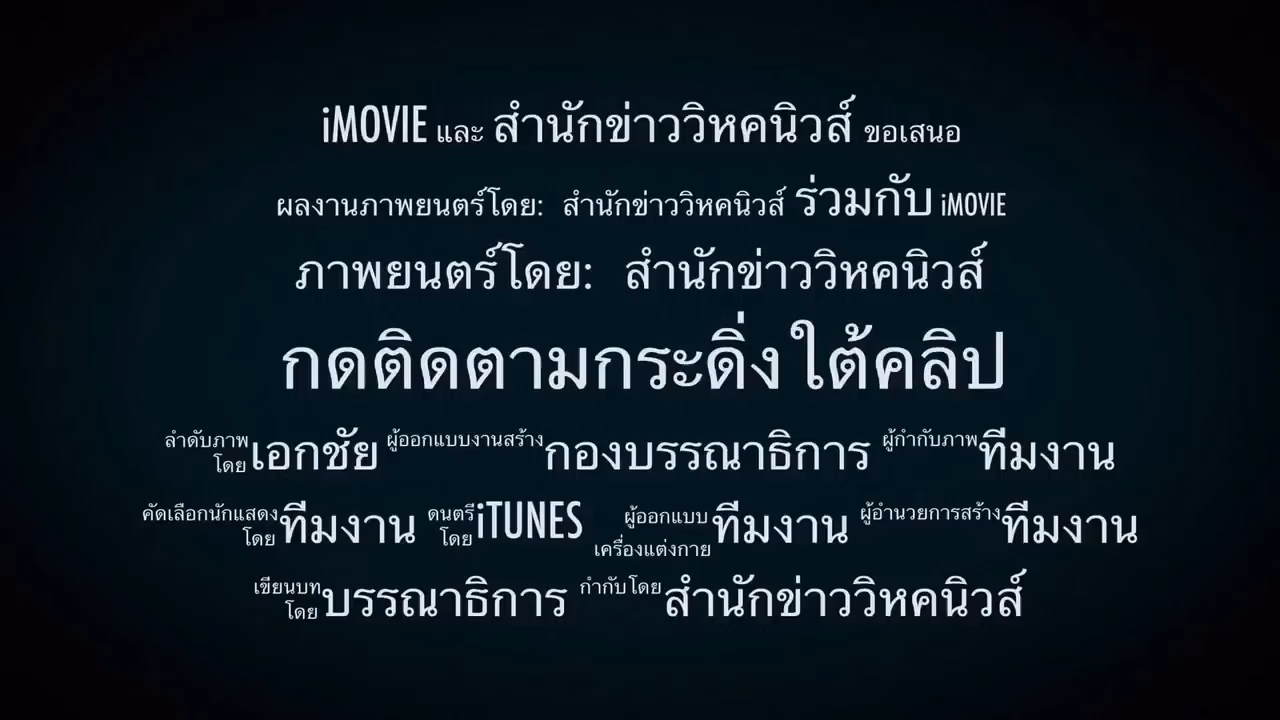 iMOVIE และ สำนักข่าววิหคนิวส์ ขอเสนอ
ผลงานภาพยนตร์โดย: สำนักข่าววิหคนิวส์ ร่วมกับ iMOVIE
ภาพยนตร์โดย: สำนักข่าววิหคนิวส์
กดติดตามกระดิ่ง ใต้คลิป
ลำดับภาพโดย เอกชัย ผู้ออกแบบงานสร้าง กองบรรณาธิการ ผู้กำกับภาพ ทีมงาน
คัดเลือกนักแสดงโดย ทีมงาน ดนตรีโดย iTUNES ผู้ออกแบบเครื่องแต่งกาย ทีมงาน ผู้อำนวยการสร้าง ทีมงาน
เขียนบทโดย บรรณาธิการ กำกับโดย สำนักข่าววิหคนิวส์